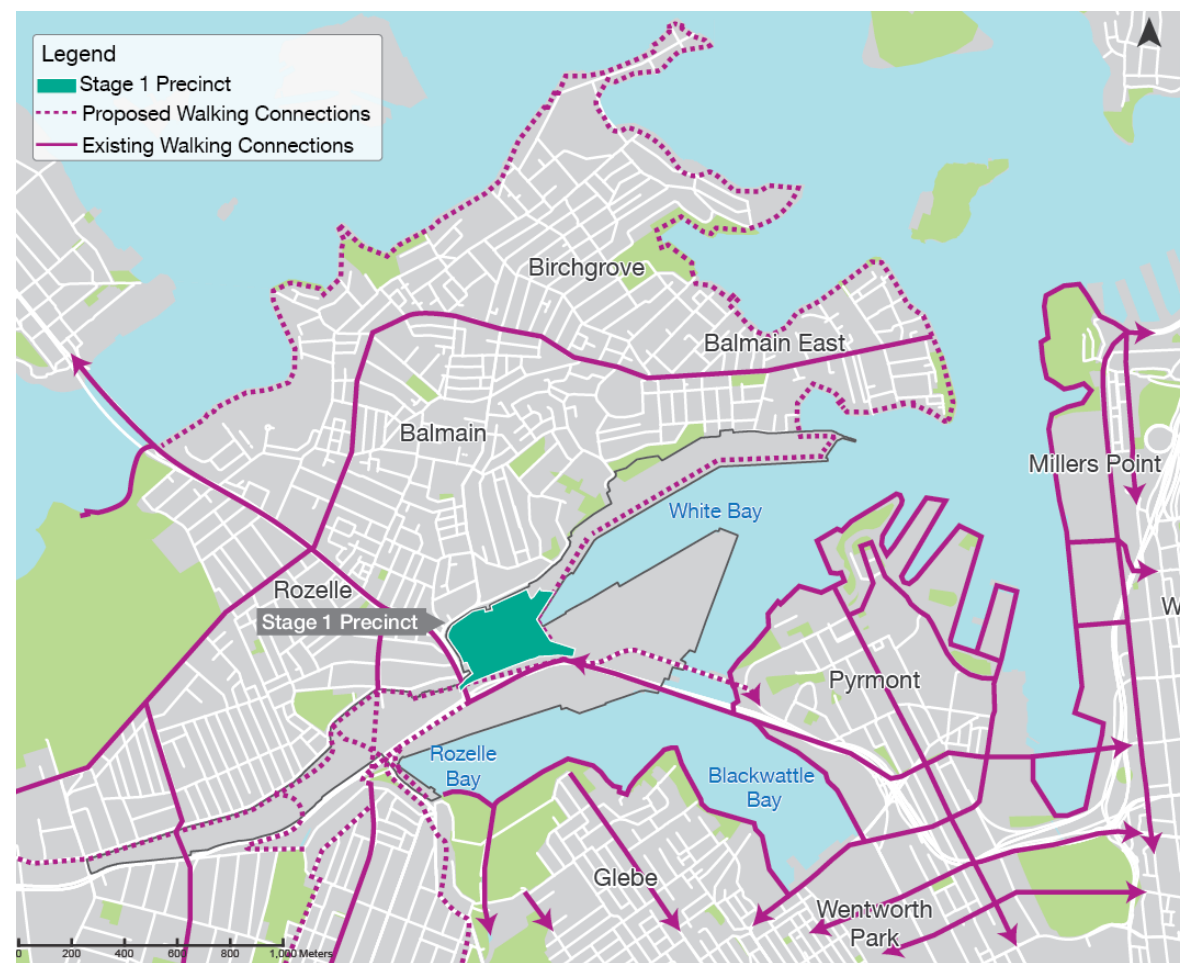 Legend
Stage 1 Precinct
Proposed Walking Connections
Existing Walking Connections
Birchgrove
Balmain East
Balmain
Millers Point
White Bay
Rozelle
W
Stage 1 Precinct
Pyrmont
Rozelle
Bay
Blackwattle
Bay
Glebe
Wentworth
Park
0 200 400 600 800 1,000 Meters